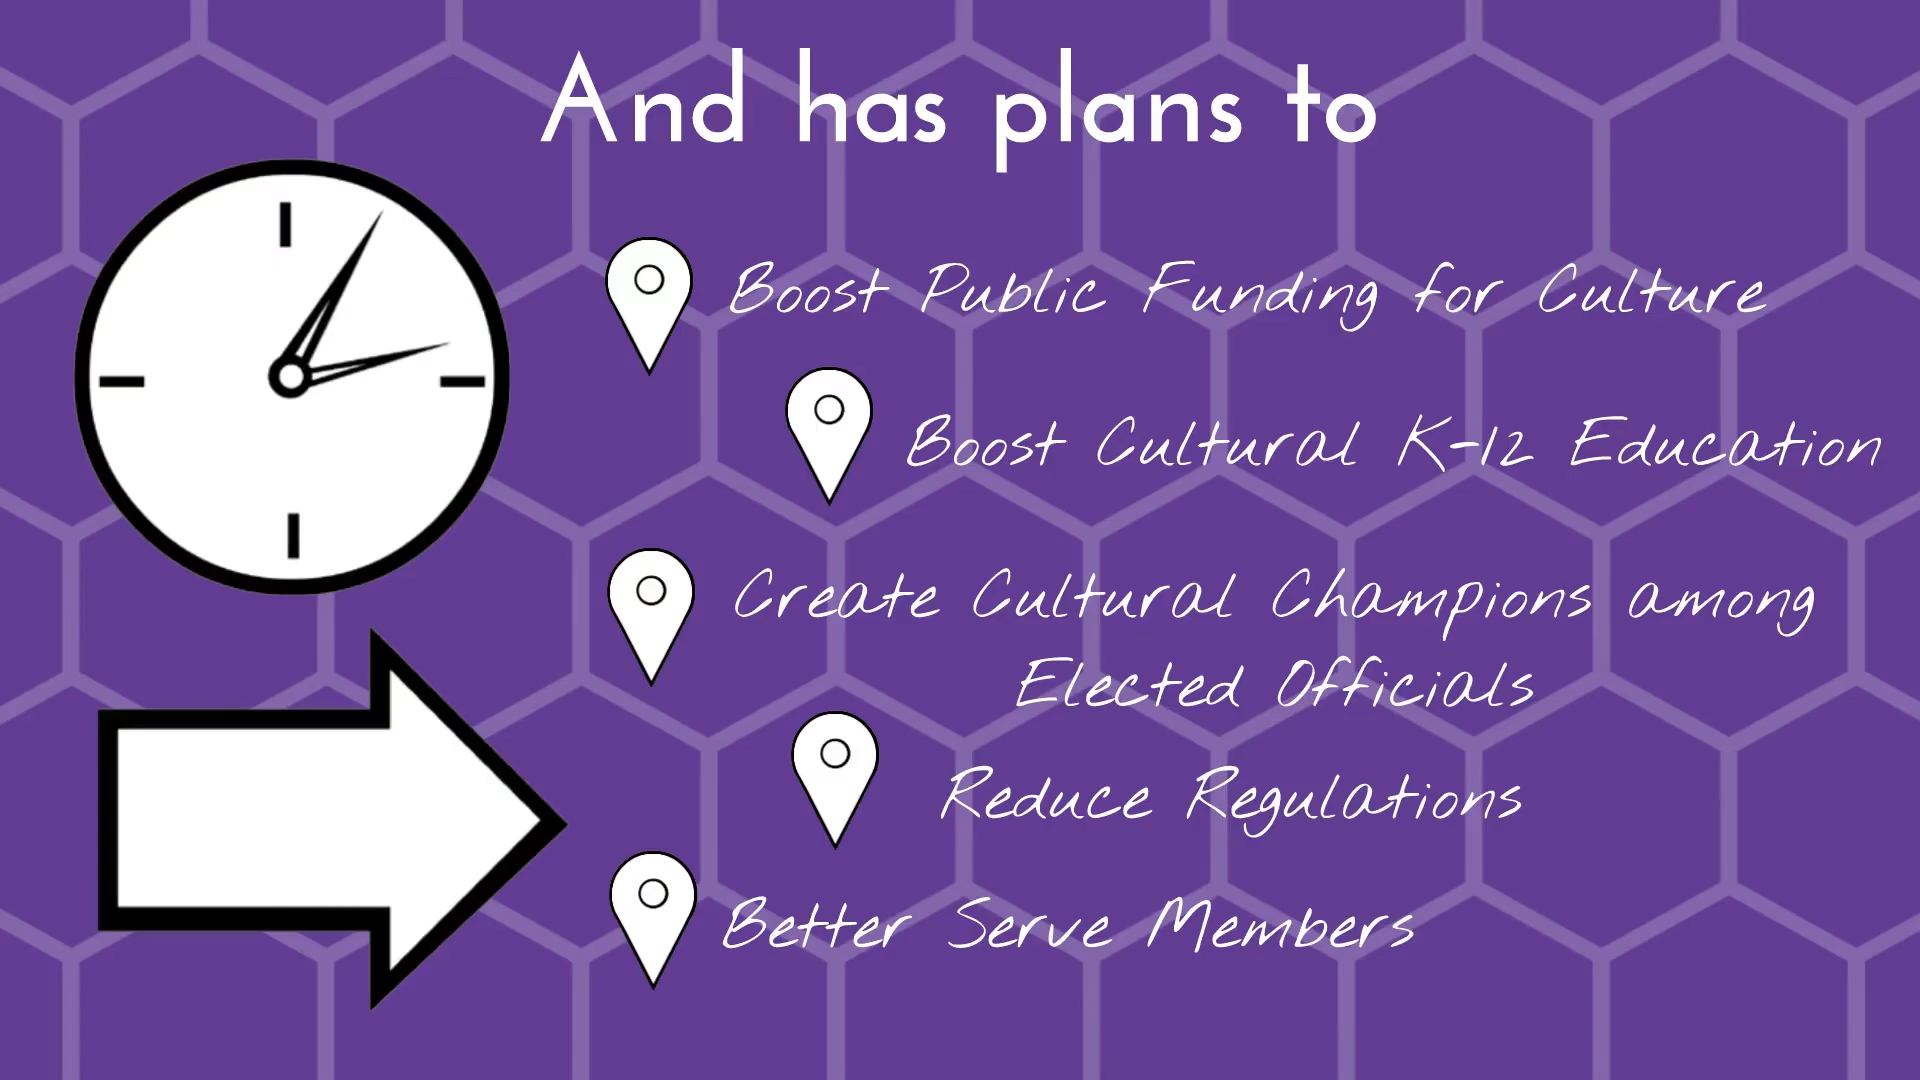 And has plans to
Boost Public Funding for Culture
Boost Cultural K-12 Education
Create Cultural Champions among
Elected Officials
Reduce Regulations
Better Serve Members